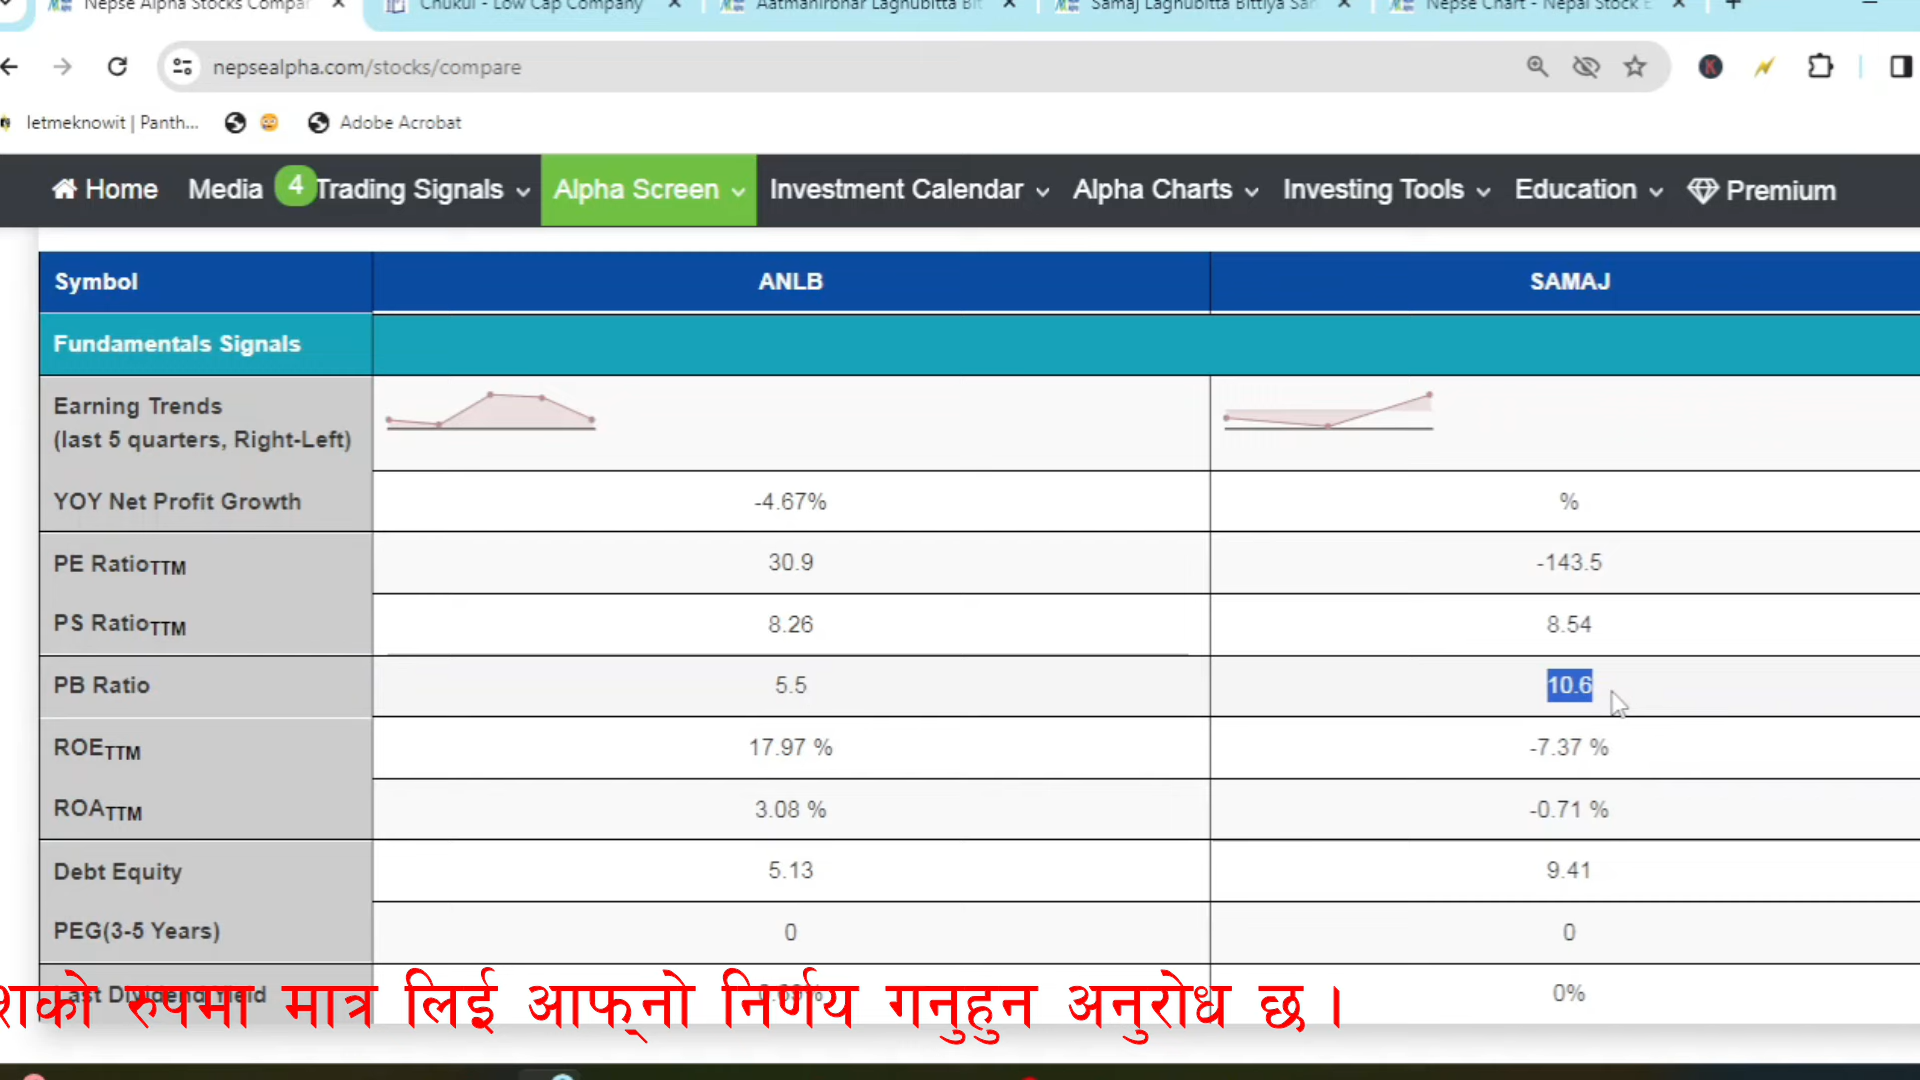 Nepse Alpha Stocks Compar
Chukul - Low Cap Company
Aatmanirbhar Laghubitta Bit
Samaj Laghubitta Bittiya San
Nepse Chart - Nepal Stock E
nepsealpha.com/stocks/compare
letmeknowit | Panth...
Adobe Acrobat
Home Media 4 Trading Signals Alpha Screen Investment Calendar Alpha Charts Investing Tools Education Premium
Symbol ANLB SAMAJ
Fundamentals Signals
Earning Trends
(last 5 quarters, Right-Left)
YOY Net Profit Growth -4.67% %
PE RatioTTM 30.9 -143.5
PS RatioTTM 8.26 8.54
PB Ratio 5.5 10.6
ROETTM 17.97 % -7.37 %
ROATTM 3.08 % -0.71 %
Debt Equity 5.13 9.41
PEG(3-5 Years) 0 0
Last Dividend Yield 0%
रुपमा मात्र लिई आफ्नो निर्णय गनुहुन अनुरोध छ ।